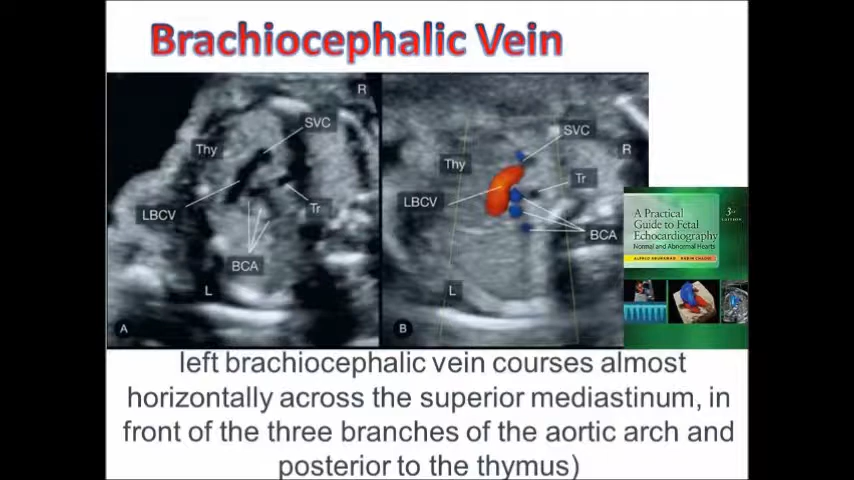 Brachiocephalic Vein
R
SVC
Thy
LBCV
Tr
BCA
L
A
SVC
R
Thy
Tr
LBCV
BCA
L
B
A Practical
Guide to Fetal
Echocardiography
Normal and Abnormal Hearts
3
EDITION
left brachiocephalic vein courses almost
horizontally across the superior mediastinum, in
front of the three branches of the aortic arch and
posterior to the thymus)